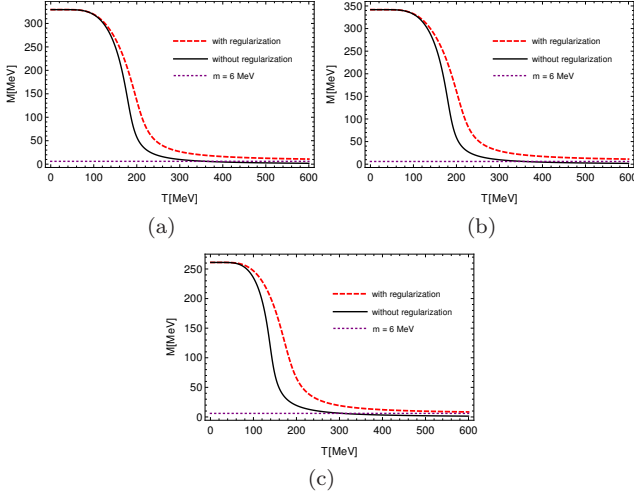 M[MeV]
300
250
200
150
100
50
0
0 100 200 300 400 500 600
T[MeV]
with regularization
without regularization
m = 6 MeV
(a)
M[MeV]
350
300
250
200
150
100
50
0
0 100 200 300 400 500 600
T[MeV]
with regularization
without regularization
m = 6 MeV
(b)
M[MeV]
250
200
150
100
50
0
0 100 200 300 400 500 600
T[MeV]
with regularization
without regularization
m = 6 MeV
(c)